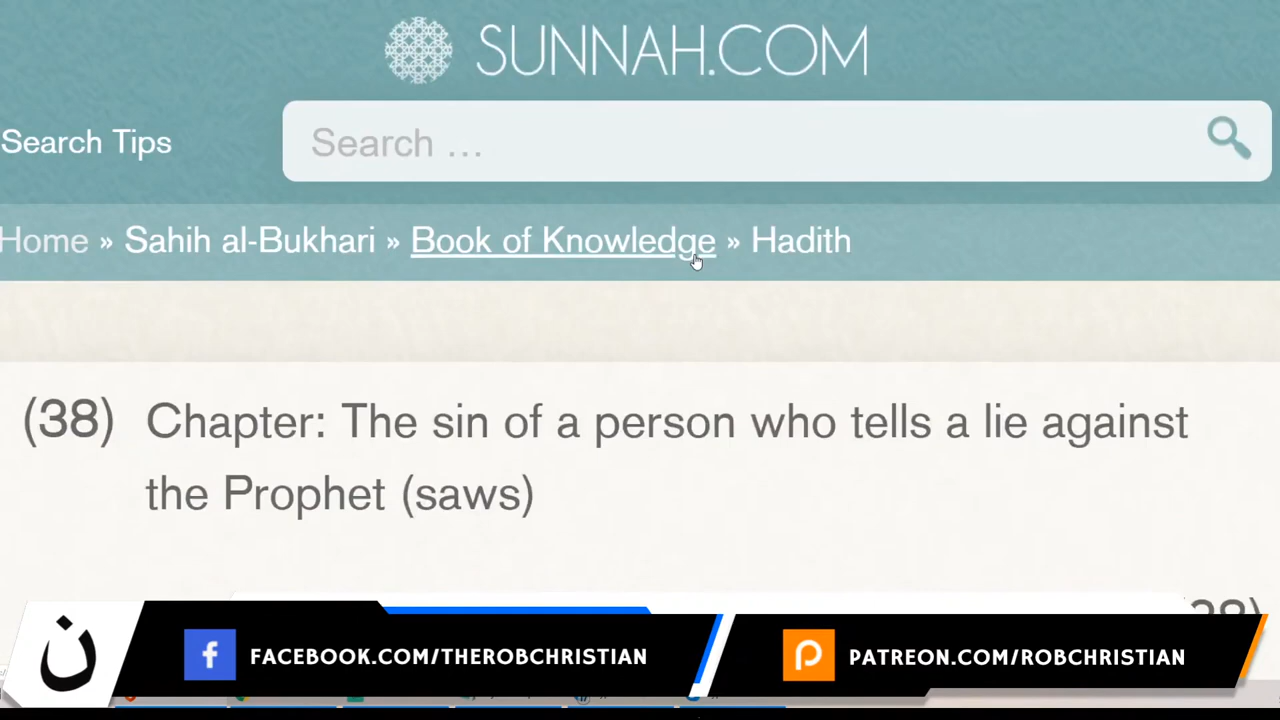 SUNNAH.COM
Search Tips
Search ...
Home » Sahih al-Bukhari » Book of Knowledge » Hadith
(38) Chapter: The sin of a person who tells a lie against
the Prophet (saws)
ن
f FACEBOOK.COM/THEROBCHRISTIAN
PATREON.COM/ROBCHRISTIAN